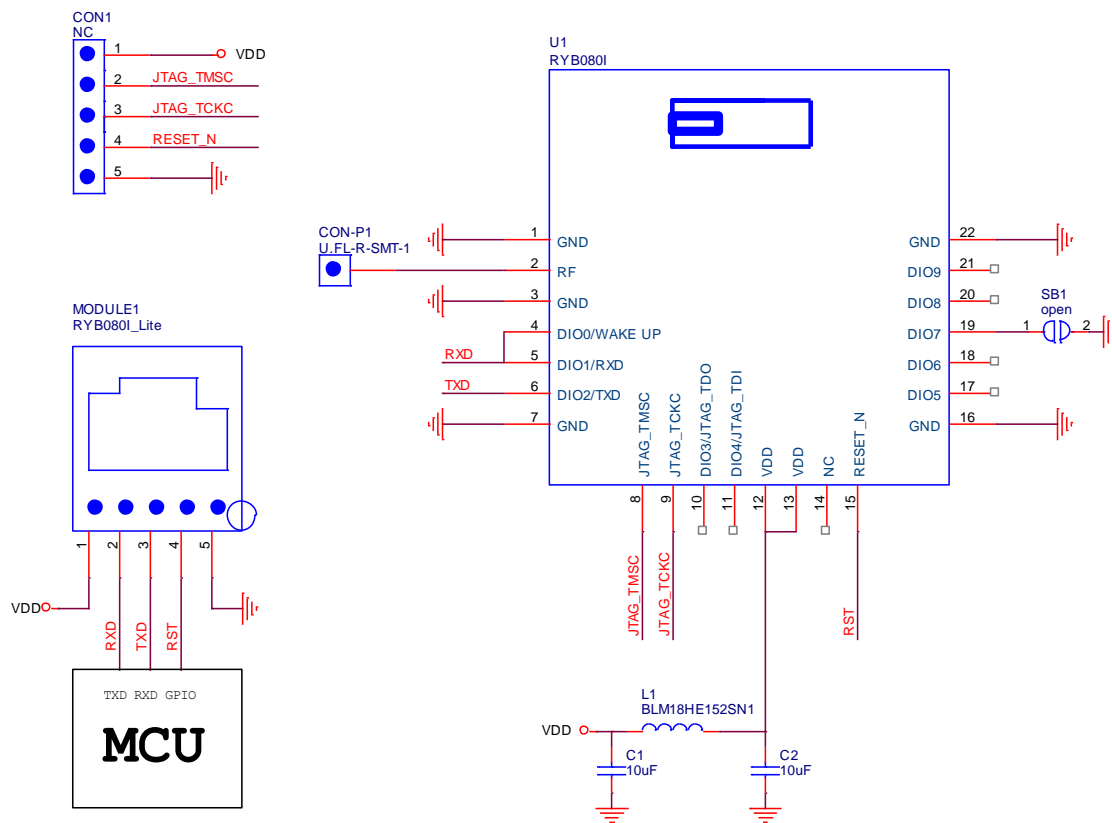 CON1
NC
1
VDD
2
JTAG_TMSC
3
JTAG_TCKC
4
RESET_N
5
U1
RYB080I
CON-P1
U.FL-R-SMT-1
1
GND
2
RF
3
GND
4
DIO0/WAKE UP
RXD
5
DIO1/RXD
TXD
6
DIO2/TXD
7
GND
22
GND
21
DIO9
20
DIO8
19
DIO7
18
DIO6
17
DIO5
16
GND
SB1
open
1
2
JTAG_TMSC
JTAG_TCKC
DIO3/JTAG_TDO
DIO4/JTAG_TDI
VDD
VDD
NC
RESET_N
8
9
10
11
12
13
14
15
JTAG_TMSC
JTAG_TCKC
RST
MODULE1
RYB080I_Lite
1
2
3
4
5
VDD
RXD
TXD
RST
TXD RXD GPIO
MCU
L1
BLM18HE152SN1
VDD
C1
10uF
C2
10uF